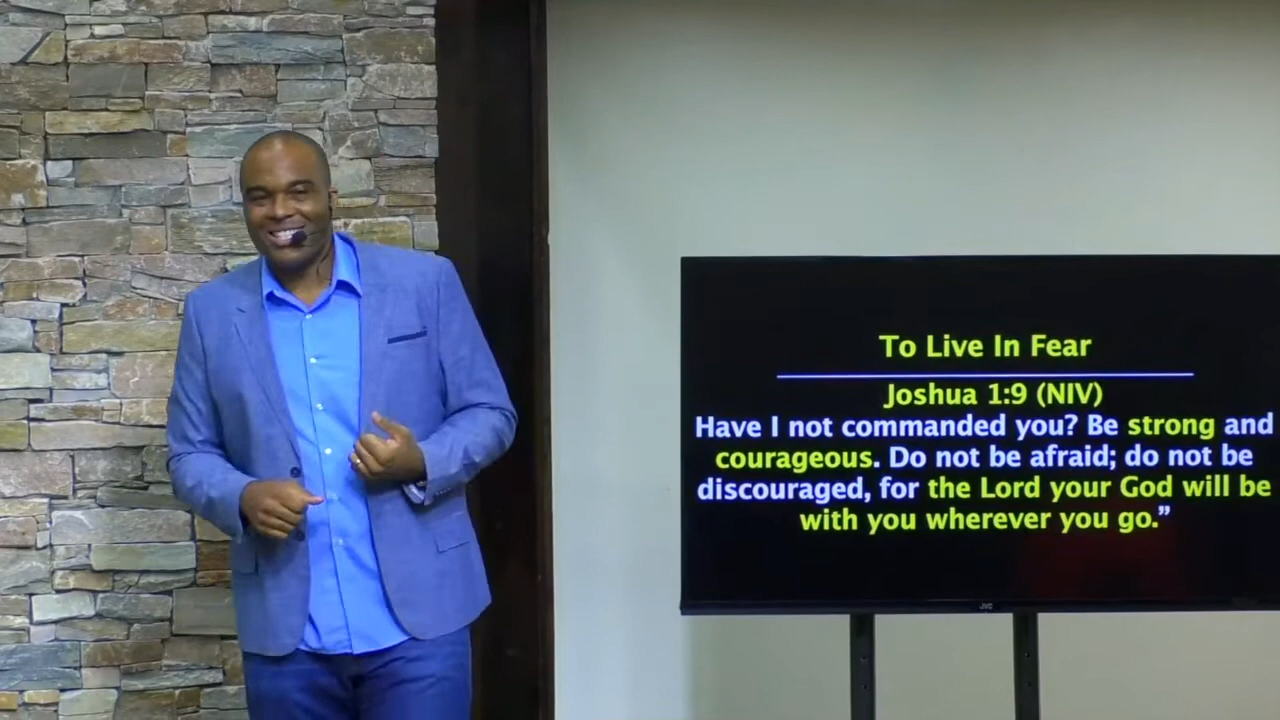 To Live In Fear
Joshua 1:9 (NIV)
Have I not commanded you? Be strong and
courageous. Do not be afraid; do not be
discouraged, for the Lord your God will be
with you wherever you go.”
JVC